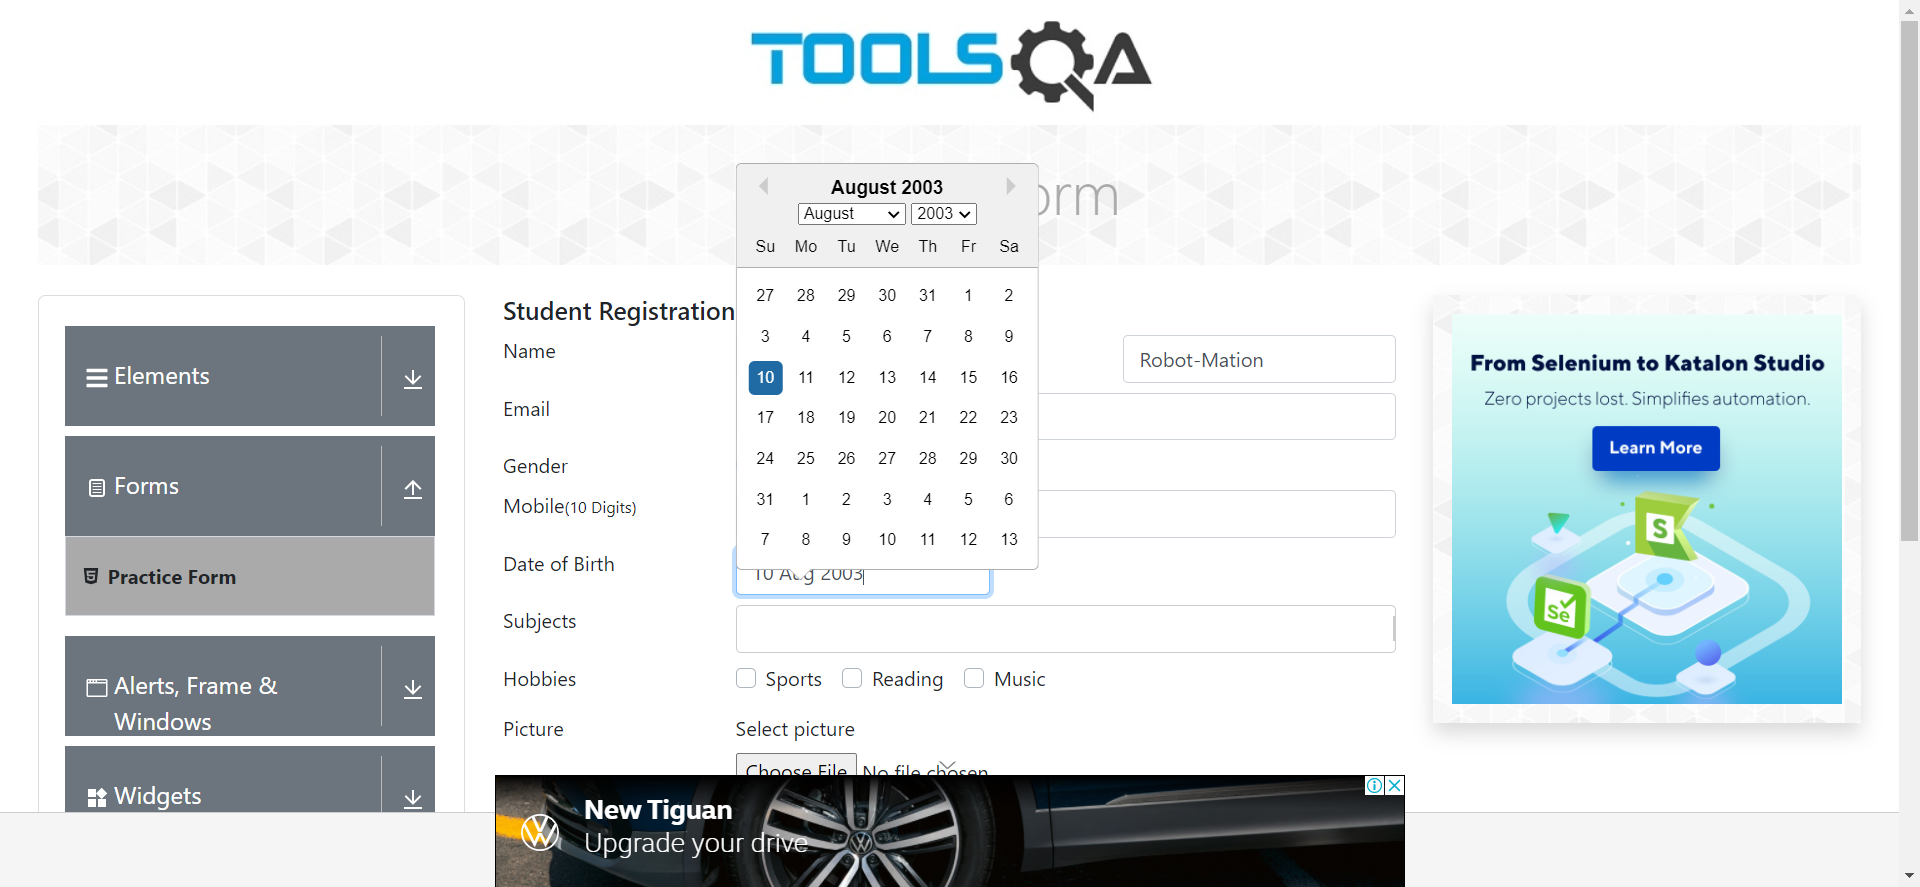 TOOLSQA
orm
August 2003
August 2003
Su Mo Tu We Th Fr Sa
27 28 29 30 31 1 2
3 4 5 6 7 8 9
10 11 12 13 14 15 16
17 18 19 20 21 22 23
24 25 26 27 28 29 30
31 1 2 3 4 5 6
7 8 9 10 11 12 13
Elements
Forms
Practice Form
Alerts, Frame &
Windows
Widgets
Student Registration
Name
Robot-Mation
Email
Gender
Mobile(10 Digits)
Date of Birth
10 Aug 2003
Subjects
Hobbies
Sports Reading Music
Picture
Select picture
Choose File No file chosen
From Selenium to Katalon Studio
Zero projects lost. Simplifies automation.
Learn More
S
Se
New Tiguan
Upgrade your drive